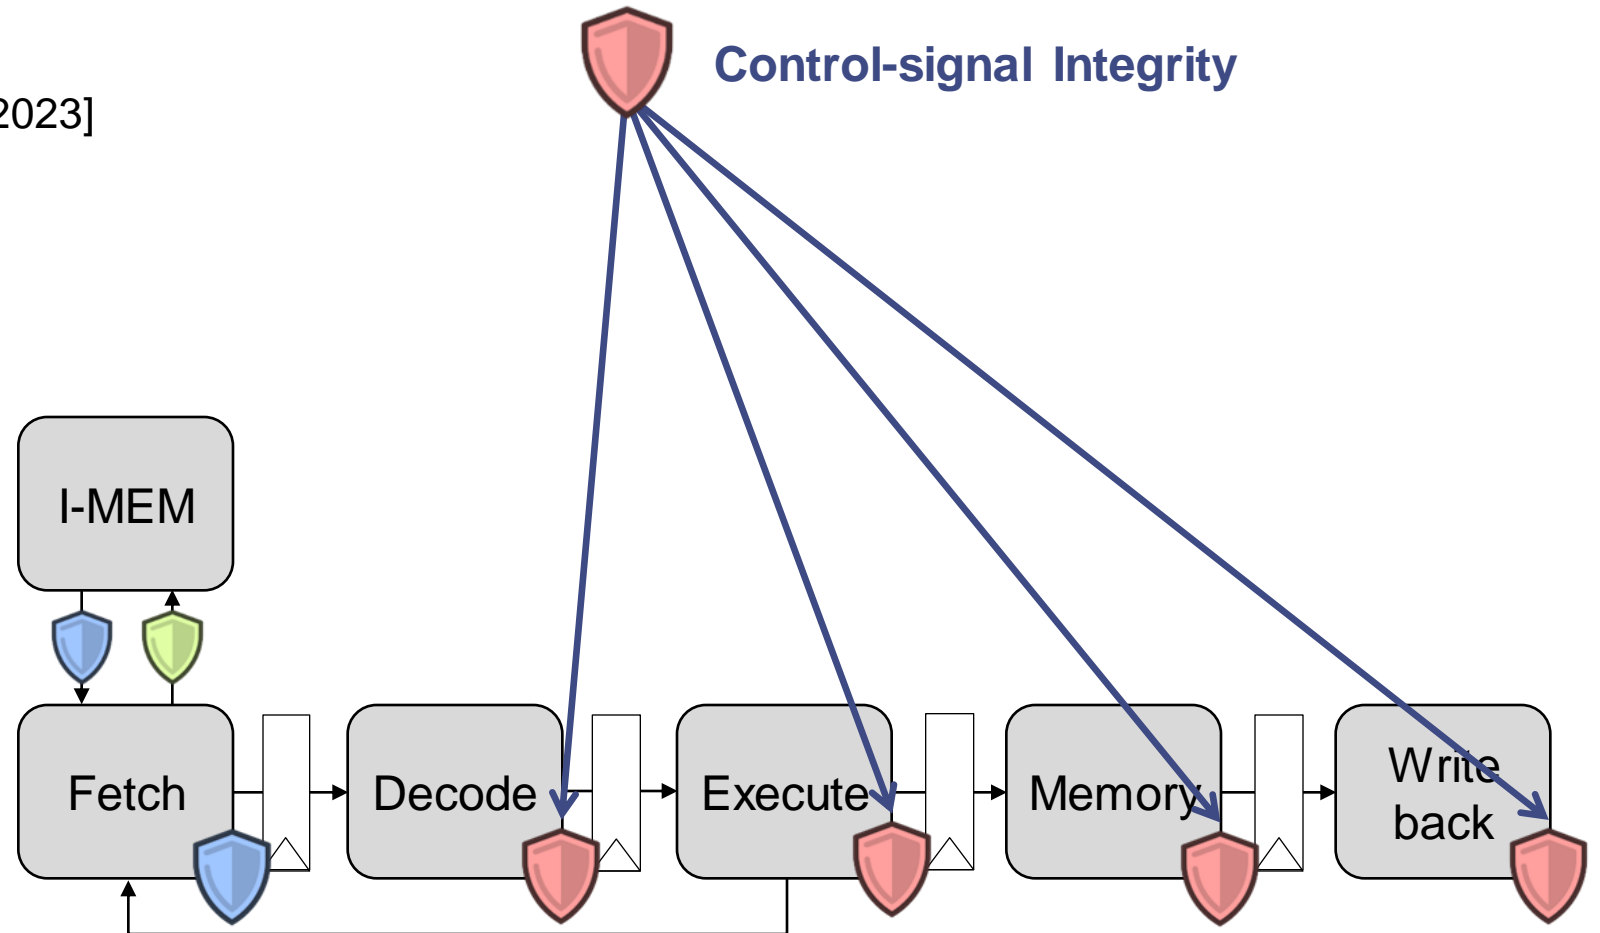 Control-signal Integrity
2023]
I-MEM
Fetch
Decode
Execute
Memory
Write
back